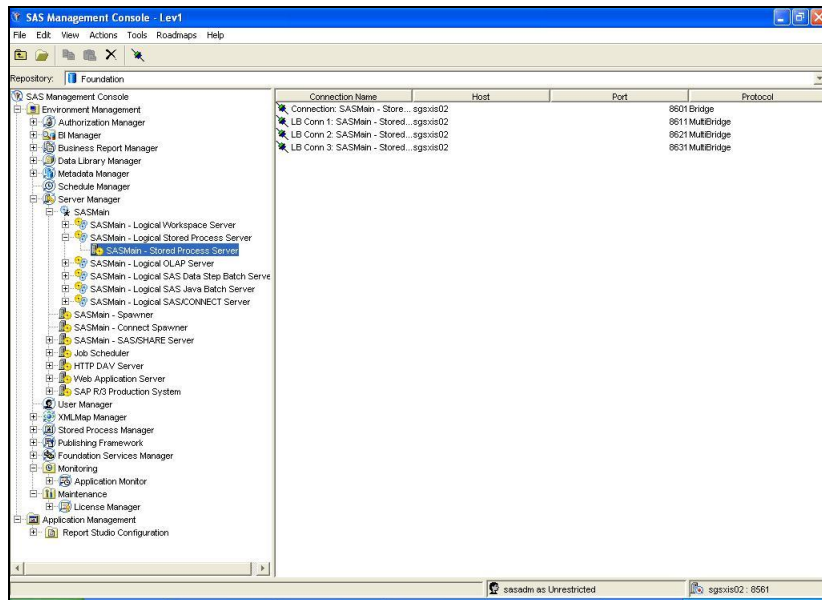 SAS Management Console - Lev1
File Edit View Actions Tools Roadmaps Help
Repository: Foundation
SAS Management Console
Environment Management
Authorization Manager
BI Manager
Business Report Manager
Data Library Manager
Metadata Manager
Schedule Manager
Server Manager
SASMain
SASMain - Logical Workspace Server
SASMain - Logical Stored Process Server
SASMain - Stored Process Server
SASMain - Logical OLAP Server
SASMain - Logical SAS Data Step Batch Serve
SASMain - Logical SAS Java Batch Server
SASMain - Logical SAS/CONNECT Server
SASMain - Spawner
SASMain - Connect Spawner
SASMain - SAS/SHARE Server
Job Scheduler
HTTP DAV Server
Web Application Server
SAP R/3 Production System
User Manager
XMLMap Manager
Stored Process Manager
Publishing Framework
Foundation Services Manager
Monitoring
Application Monitor
Maintenance
License Manager
Application Management
Report Studio Configuration
Connection Name Host Port Protocol
Connection: SASMain - Store... sgsxis02 8601 Bridge
LB Conn 1: SASMain - Stored... sgsxis02 8611 MultiBridge
LB Conn 2: SASMain - Stored... sgsxis02 8621 MultiBridge
LB Conn 3: SASMain - Stored... sgsxis02 8631 MultiBridge
sasadm as Unrestricted sgsxis02 : 8561